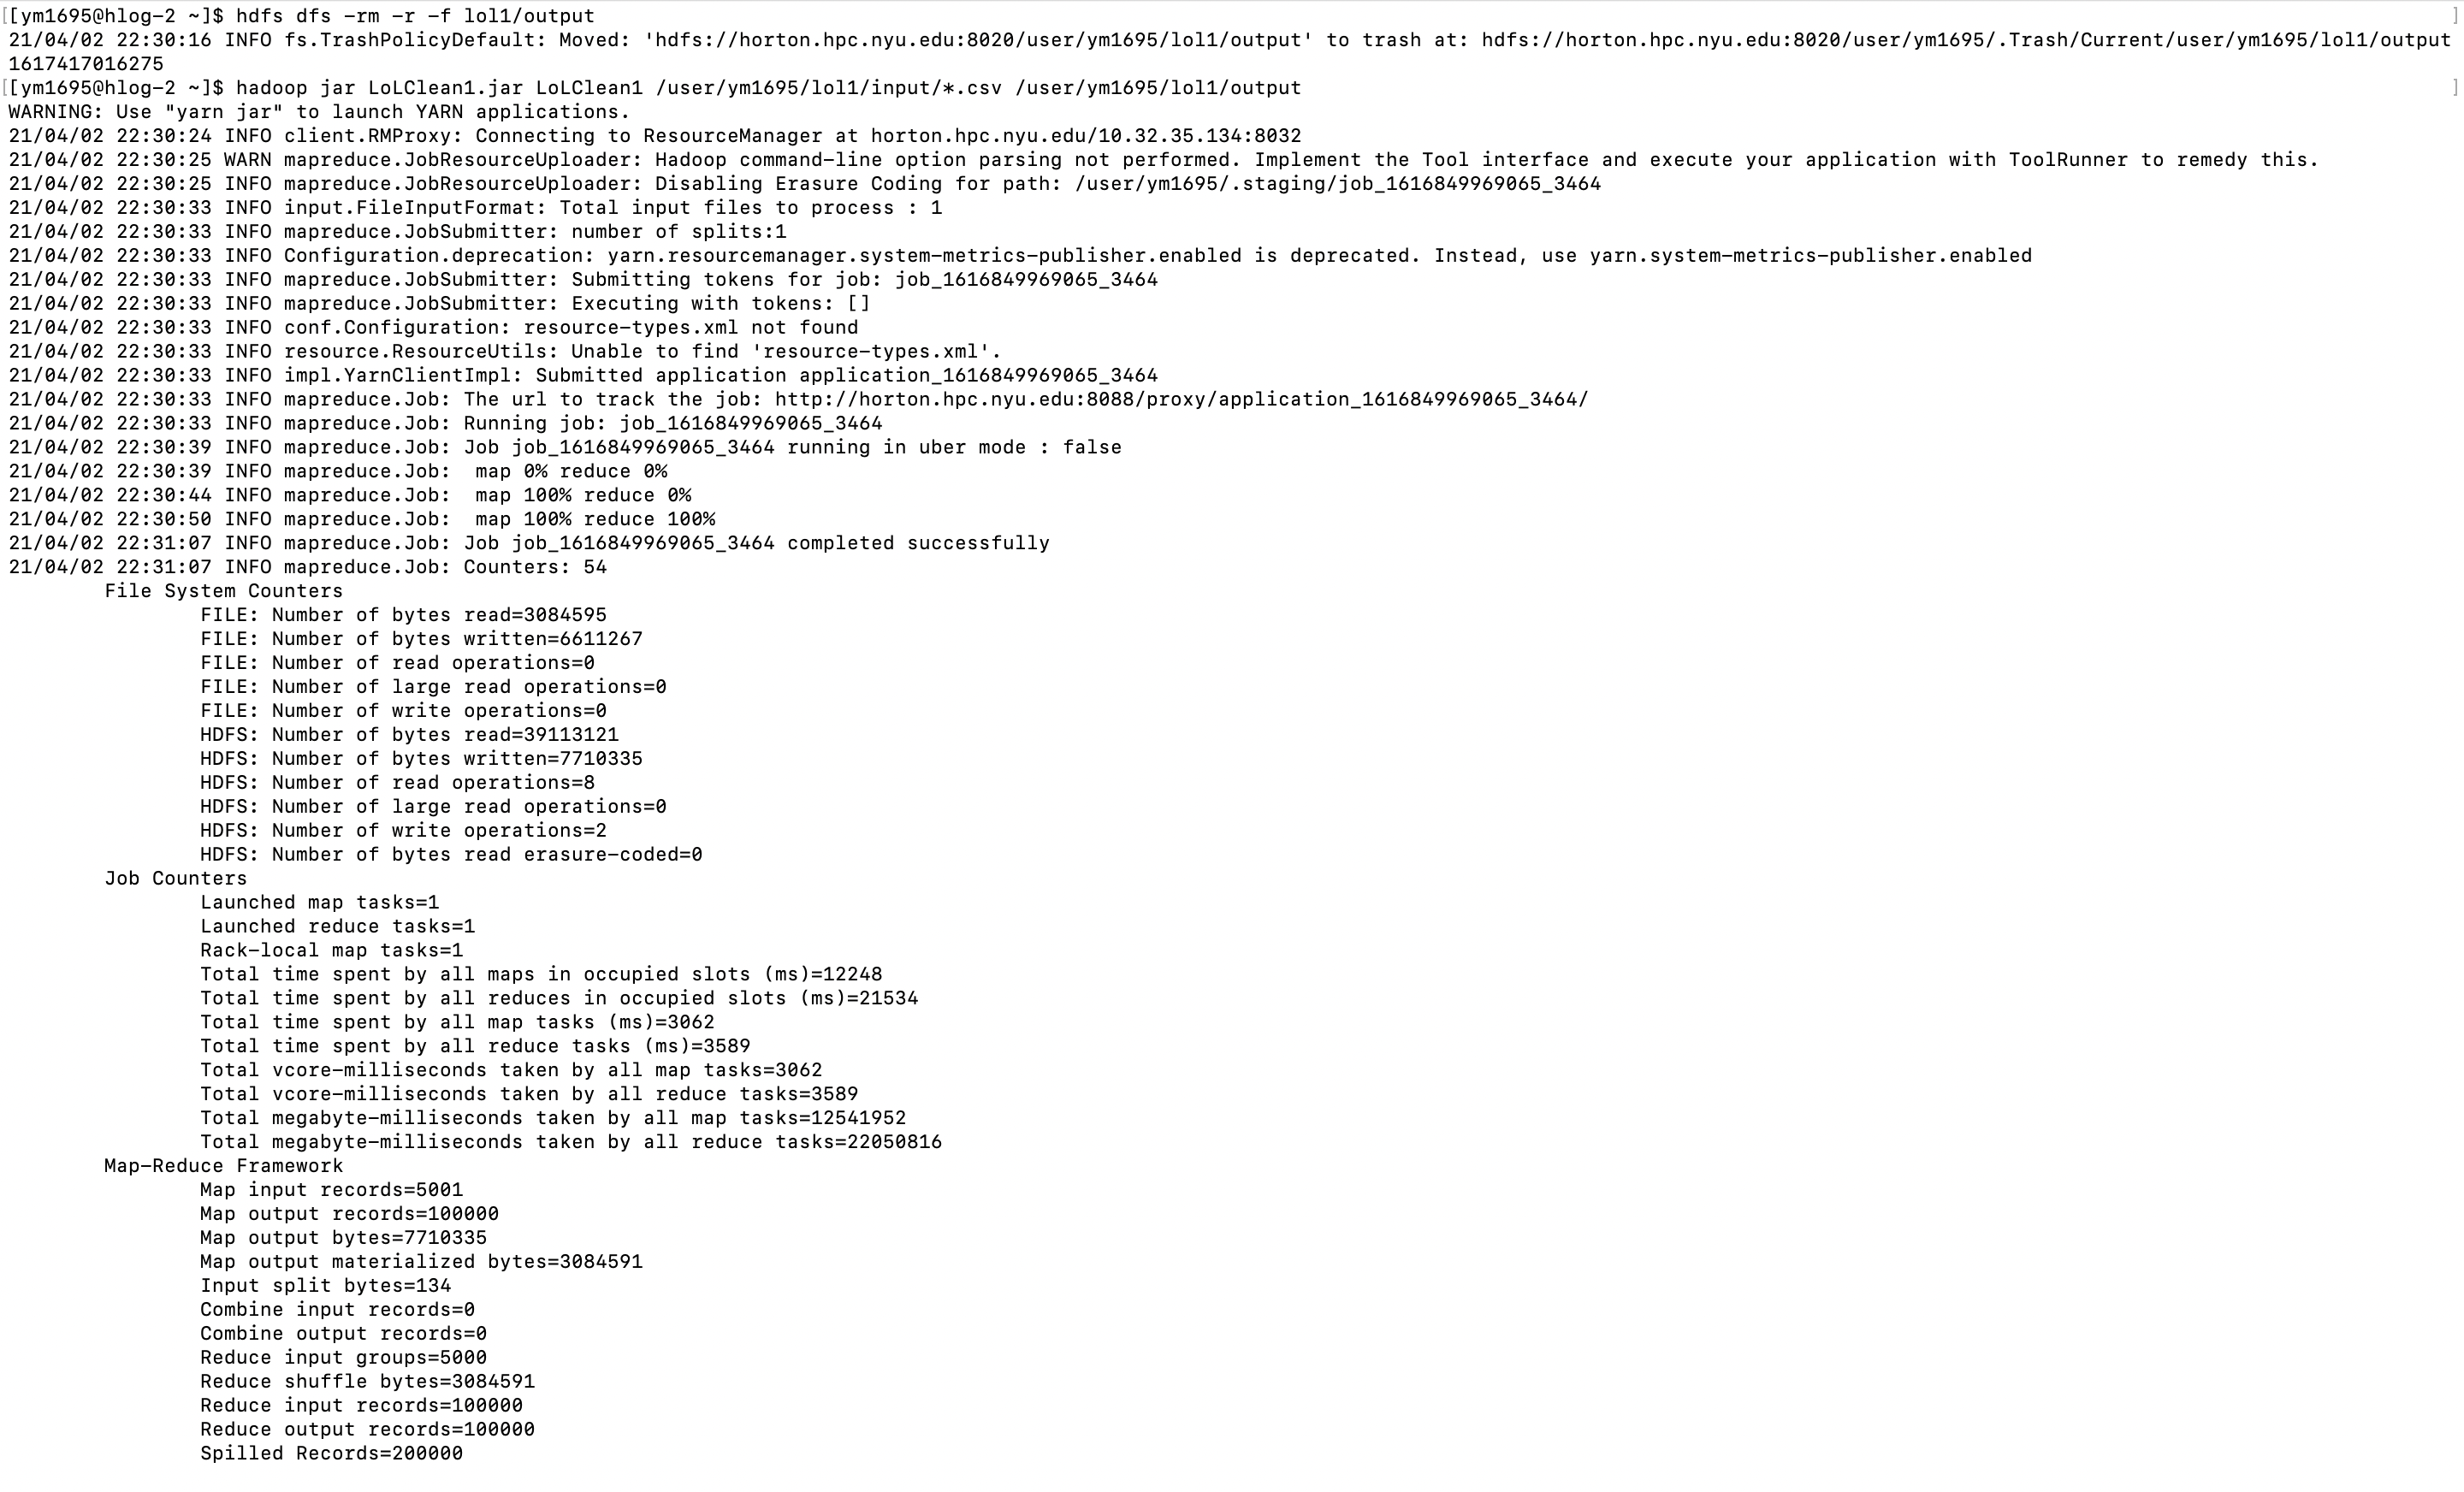 [[ym1695@hlog-2 ~]$ hdfs dfs -rm -r -f lol1/output ]
21/04/02 22:30:16 INFO fs.TrashPolicyDefault: Moved: 'hdfs://horton.hpc.nyu.edu:8020/user/ym1695/lol1/output' to trash at: hdfs://horton.hpc.nyu.edu:8020/user/ym1695/.Trash/Current/user/ym1695/lol1/output
1617417016275
[[ym1695@hlog-2 ~]$ hadoop jar LoLClean1.jar LoLClean1 /user/ym1695/lol1/input/*.csv /user/ym1695/lol1/output ]
WARNING: Use "yarn jar" to launch YARN applications.
21/04/02 22:30:24 INFO client.RMProxy: Connecting to ResourceManager at horton.hpc.nyu.edu/10.32.35.134:8032
21/04/02 22:30:25 WARN mapreduce.JobResourceUploader: Hadoop command-line option parsing not performed. Implement the Tool interface and execute your application with ToolRunner to remedy this.
21/04/02 22:30:25 INFO mapreduce.JobResourceUploader: Disabling Erasure Coding for path: /user/ym1695/.staging/job_1616849969065_3464
21/04/02 22:30:33 INFO input.FileInputFormat: Total input files to process : 1
21/04/02 22:30:33 INFO mapreduce.JobSubmitter: number of splits:1
21/04/02 22:30:33 INFO Configuration.deprecation: yarn.resourcemanager.system-metrics-publisher.enabled is deprecated. Instead, use yarn.system-metrics-publisher.enabled
21/04/02 22:30:33 INFO mapreduce.JobSubmitter: Submitting tokens for job: job_1616849969065_3464
21/04/02 22:30:33 INFO mapreduce.JobSubmitter: Executing with tokens: []
21/04/02 22:30:33 INFO conf.Configuration: resource-types.xml not found
21/04/02 22:30:33 INFO resource.ResourceUtils: Unable to find 'resource-types.xml'.
21/04/02 22:30:33 INFO impl.YarnClientImpl: Submitted application application_1616849969065_3464
21/04/02 22:30:33 INFO mapreduce.Job: The url to track the job: http://horton.hpc.nyu.edu:8088/proxy/application_1616849969065_3464/
21/04/02 22:30:33 INFO mapreduce.Job: Running job: job_1616849969065_3464
21/04/02 22:30:39 INFO mapreduce.Job: Job job_1616849969065_3464 running in uber mode : false
21/04/02 22:30:39 INFO mapreduce.Job:  map 0% reduce 0%
21/04/02 22:30:44 INFO mapreduce.Job:  map 100% reduce 0%
21/04/02 22:30:50 INFO mapreduce.Job:  map 100% reduce 100%
21/04/02 22:31:07 INFO mapreduce.Job: Job job_1616849969065_3464 completed successfully
21/04/02 22:31:07 INFO mapreduce.Job: Counters: 54
File System Counters
FILE: Number of bytes read=3084595
FILE: Number of bytes written=6611267
FILE: Number of read operations=0
FILE: Number of large read operations=0
FILE: Number of write operations=0
HDFS: Number of bytes read=39113121
HDFS: Number of bytes written=7710335
HDFS: Number of read operations=8
HDFS: Number of large read operations=0
HDFS: Number of write operations=2
HDFS: Number of bytes read erasure-coded=0
Job Counters
Launched map tasks=1
Launched reduce tasks=1
Rack-local map tasks=1
Total time spent by all maps in occupied slots (ms)=12248
Total time spent by all reduces in occupied slots (ms)=21534
Total time spent by all map tasks (ms)=3062
Total time spent by all reduce tasks (ms)=3589
Total vcore-milliseconds taken by all map tasks=3062
Total vcore-milliseconds taken by all reduce tasks=3589
Total megabyte-milliseconds taken by all map tasks=12541952
Total megabyte-milliseconds taken by all reduce tasks=22050816
Map-Reduce Framework
Map input records=5001
Map output records=100000
Map output bytes=7710335
Map output materialized bytes=3084591
Input split bytes=134
Combine input records=0
Combine output records=0
Reduce input groups=5000
Reduce shuffle bytes=3084591
Reduce input records=100000
Reduce output records=100000
Spilled Records=200000